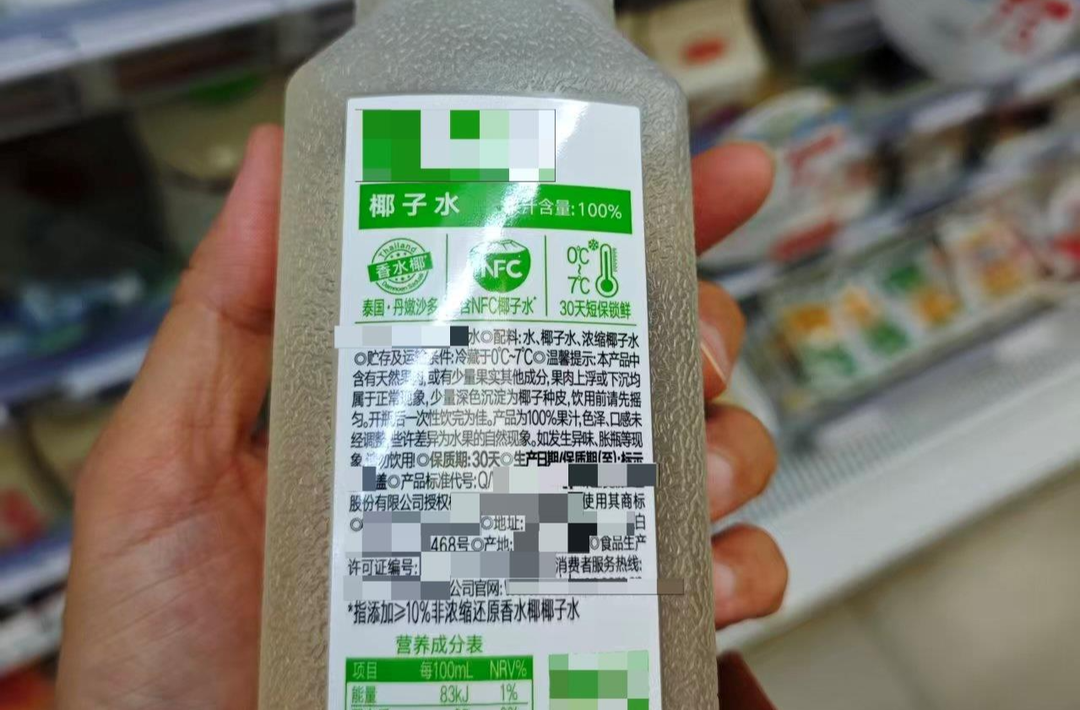 椰子水 汁含量:100%
Thailand
香水椰
Damnoen Saduak
NFC
0℃
~
7℃
泰国·丹嫩沙多
含NFC椰子水*
30天短保锁鲜
水◎配料:水、椰子水、浓缩椰子水
◎贮存及运输条件:冷藏于0℃~7℃◎温馨提示:本产品中
含有天然果肉,或有少量果实其他成分,果肉上浮或下沉均
属于正常现象,少量深色沉淀为椰子种皮,饮用前请先摇
匀。开瓶后一次性饮完为佳。产品为100%果汁,色泽、口感未
经调整,些许差异为水果的自然现象。如发生异味、胀瓶等现
象,请勿饮用◎保质期:30天◎生产日期/保质期(至):标示
盖◎产品标准代号:Q/
股份有限公司授权 使用其商标
◎ ◎地址: 白
468号◎产地: ◎食品生产
许可证编号: 消费者服务热线:
公司官网:
*指添加≥10%非浓缩还原香水椰椰子水
营养成分表
项目 每100mL NRV%
能量 83kJ 1%